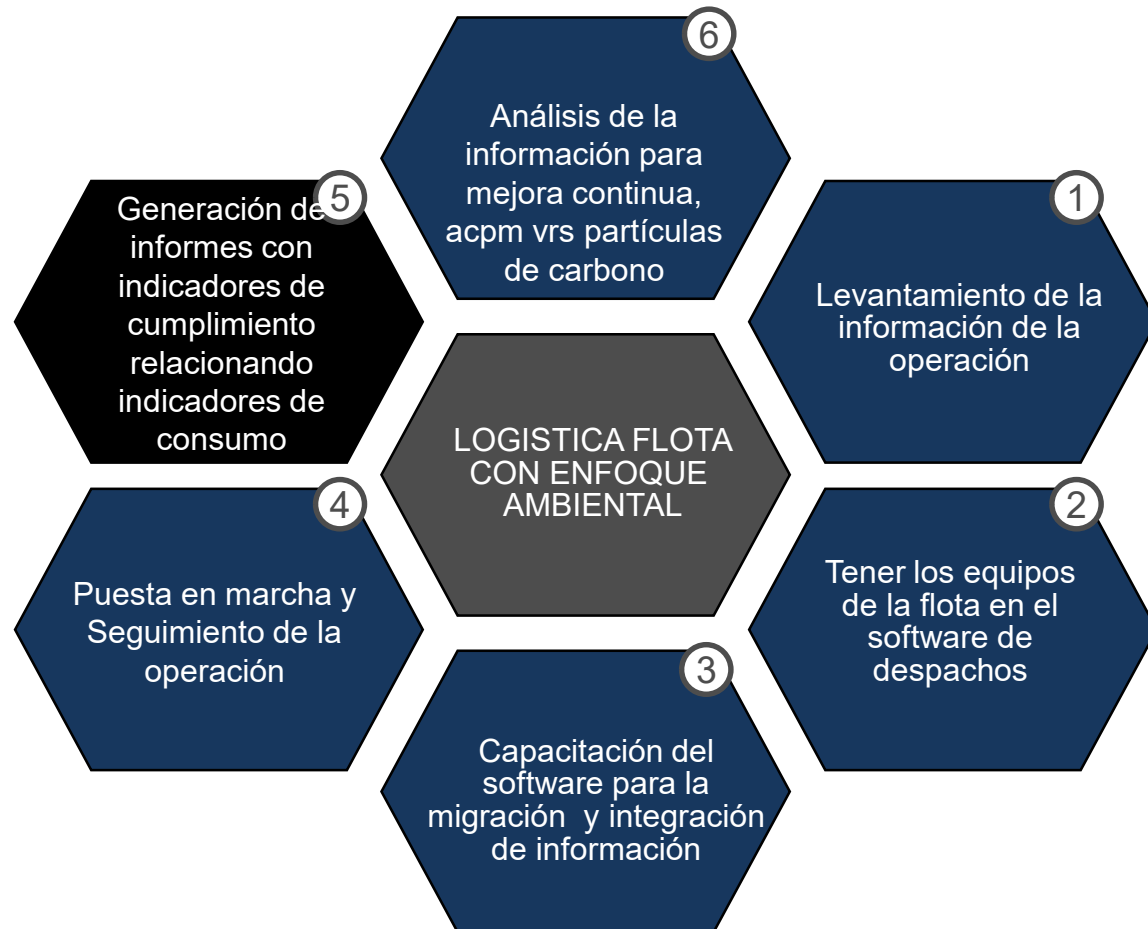 6
Análisis de la
información para
mejora continua,
acpm vrs partículas
de carbono
5
Generación de
informes con
indicadores de
cumplimiento
relacionando
indicadores de
consumo
1
Levantamiento de la
información de la
operación
LOGISTICA FLOTA
CON ENFOQUE
AMBIENTAL
4
Puesta en marcha y
Seguimiento de la
operación
2
Tener los equipos
de la flota en el
software de
despachos
3
Capacitación del
software para la
migración  y integración
de información